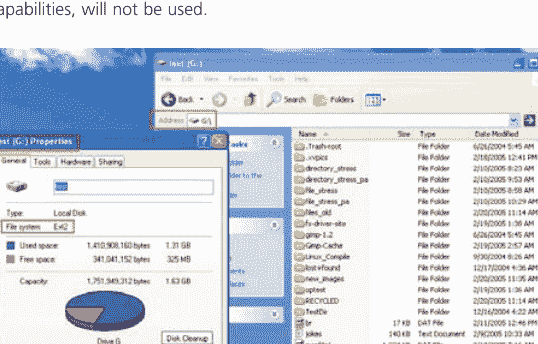 apabilities, will not be used.
test (G:)
File Edit View Favorites Tools Help
Back Search Folders
Address G:\
test (G:) Properties
General Tools Hardware Sharing
Type: Local Disk
File system: Ext2
Used space: 1,410,908,160 bytes 1.31 GB
Free space: 341,041,152 bytes 325 MB
Capacity: 1,751,949,312 bytes 1.63 GB
Drive G
Disk Cleanup
Name Size Type Date Modified
.Trash-root File Folder 6/26/2004 5:45 AM
.xvpics File Folder 2/18/2005 12:41 PM
directory_stress File Folder 2/10/2005 8:23 AM
directory_stress_pa File Folder 2/10/2005 9:53 AM
file_stress File Folder 2/10/2005 8:58 AM
file_stress_pa File Folder 2/10/2005 10:29 AM
files_old File Folder 2/20/2005 11:14 AM
fs-driver-site File Folder 2/19/2005 1:36 AM
gimp-1.2 File Folder 6/26/2004 5:45 AM
Gimp-Cache File Folder 2/19/2005 2:57 AM
Linux_Compile File Folder 9/30/2004 8:26 AM
lost+found File Folder 12/17/2004 4:36 AM
new_images File Folder 2/20/2005 11:05 AM
optest File Folder 2/19/2005 1:36 AM
RECYCLED File Folder 2/20/2005 11:14 AM
TestDir File Folder 12/16/2004 4:22 AM
br 17 KB DAT File 2/11/2005 12:46 PM
jokes 140 KB Text Document 2/9/2005 10:33 AM